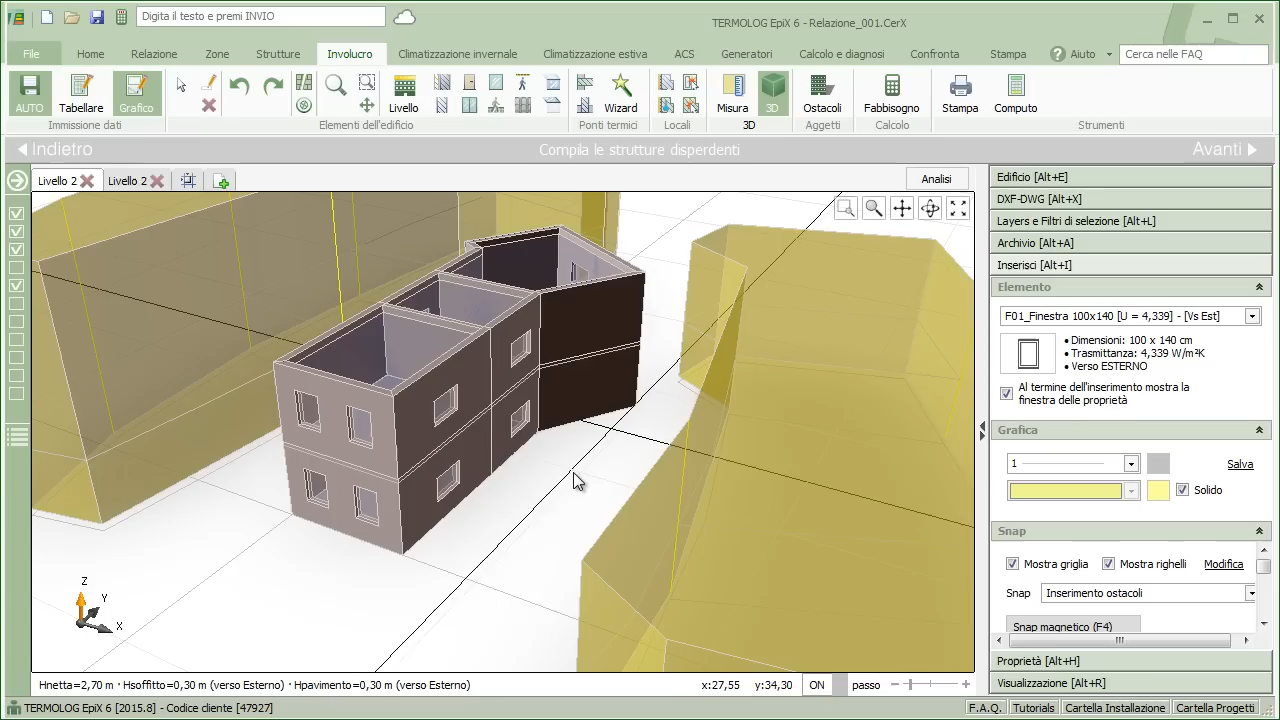 Digita il testo e premi INVIO
TERMOLOG EpiX 6 - Relazione_001.CerX
File Home Relazione Zone Strutture Involucro Climatizzazione invernale Climatizzazione estiva ACS Generatori Calcolo e diagnosi Confronta Stampa Aiuto Cerca nelle FAQ
AUTO Tabellare Grafico Livello Wizard Misura 3D Ostacoli Fabbisogno Stampa Computo
Immissione dati Elementi dell'edificio Ponti termici Locali 3D Aggetti Calcolo Strumenti
Indietro Compila le strutture disperdenti Avanti
Livello 2 Livello 2 Analisi
Edificio [Alt+E]
DXF-DWG [Alt+X]
Layers e Filtri di selezione [Alt+L]
Archivio [Alt+A]
Inserisci [Alt+I]
Elemento
F01_Finestra 100x140 [U = 4,339] - [Vs Est]
• Dimensioni: 100 x 140 cm
• Trasmittanza: 4,339 W/m²K
• Verso ESTERNO
Al termine dell'inserimento mostra la
finestra delle proprietà
Grafica
1 Salva
Solido
Snap
Mostra griglia Mostra righelli Modifica
Snap Inserimento ostacoli
Snap magnetico (F4)
Proprietà [Alt+H]
Visualizzazione [Alt+R]
Z
Y
X
Hnetta=2,70 m · Hsoffitto=0,30 m (verso Esterno) · Hpavimento=0,30 m (verso Esterno) x:27,55 y:34,30 ON passo
TERMOLOG EpiX 6 [2015.8] - Codice cliente [47927] F.A.Q. Tutorials Cartella Installazione Cartella Progetti